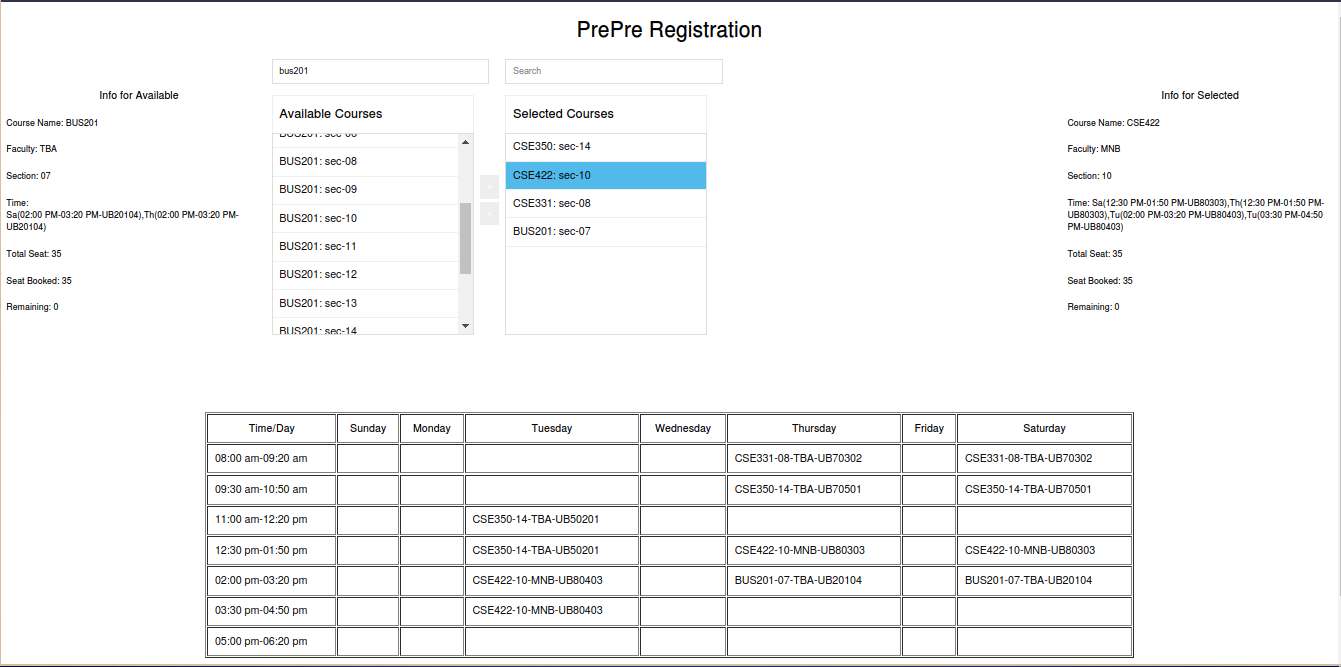 PrePre Registration
bus201
Search
Info for Available
Course Name: BUS201
Faculty: TBA
Section: 07
Time:
Sa(02:00 PM-03:20 PM-UB20104),Th(02:00 PM-03:20 PM-
UB20104)
Total Seat: 35
Seat Booked: 35
Remaining: 0
Available Courses
BUS201: sec-08
BUS201: sec-09
BUS201: sec-10
BUS201: sec-11
BUS201: sec-12
BUS201: sec-13
BUS201: sec-14
Selected Courses
CSE350: sec-14
CSE422: sec-10
CSE331: sec-08
BUS201: sec-07
Info for Selected
Course Name: CSE422
Faculty: MNB
Section: 10
Time: Sa(12:30 PM-01:50 PM-UB80303),Th(12:30 PM-01:50 PM-
UB80303),Tu(02:00 PM-03:20 PM-UB80403),Tu(03:30 PM-04:50
PM-UB80403)
Total Seat: 35
Seat Booked: 35
Remaining: 0
Time/Day Sunday Monday Tuesday Wednesday Thursday Friday Saturday
08:00 am-09:20 am CSE331-08-TBA-UB70302 CSE331-08-TBA-UB70302
09:30 am-10:50 am CSE350-14-TBA-UB70501 CSE350-14-TBA-UB70501
11:00 am-12:20 pm CSE350-14-TBA-UB50201
12:30 pm-01:50 pm CSE350-14-TBA-UB50201 CSE422-10-MNB-UB80303 CSE422-10-MNB-UB80303
02:00 pm-03:20 pm CSE422-10-MNB-UB80403 BUS201-07-TBA-UB20104 BUS201-07-TBA-UB20104
03:30 pm-04:50 pm CSE422-10-MNB-UB80403
05:00 pm-06:20 pm